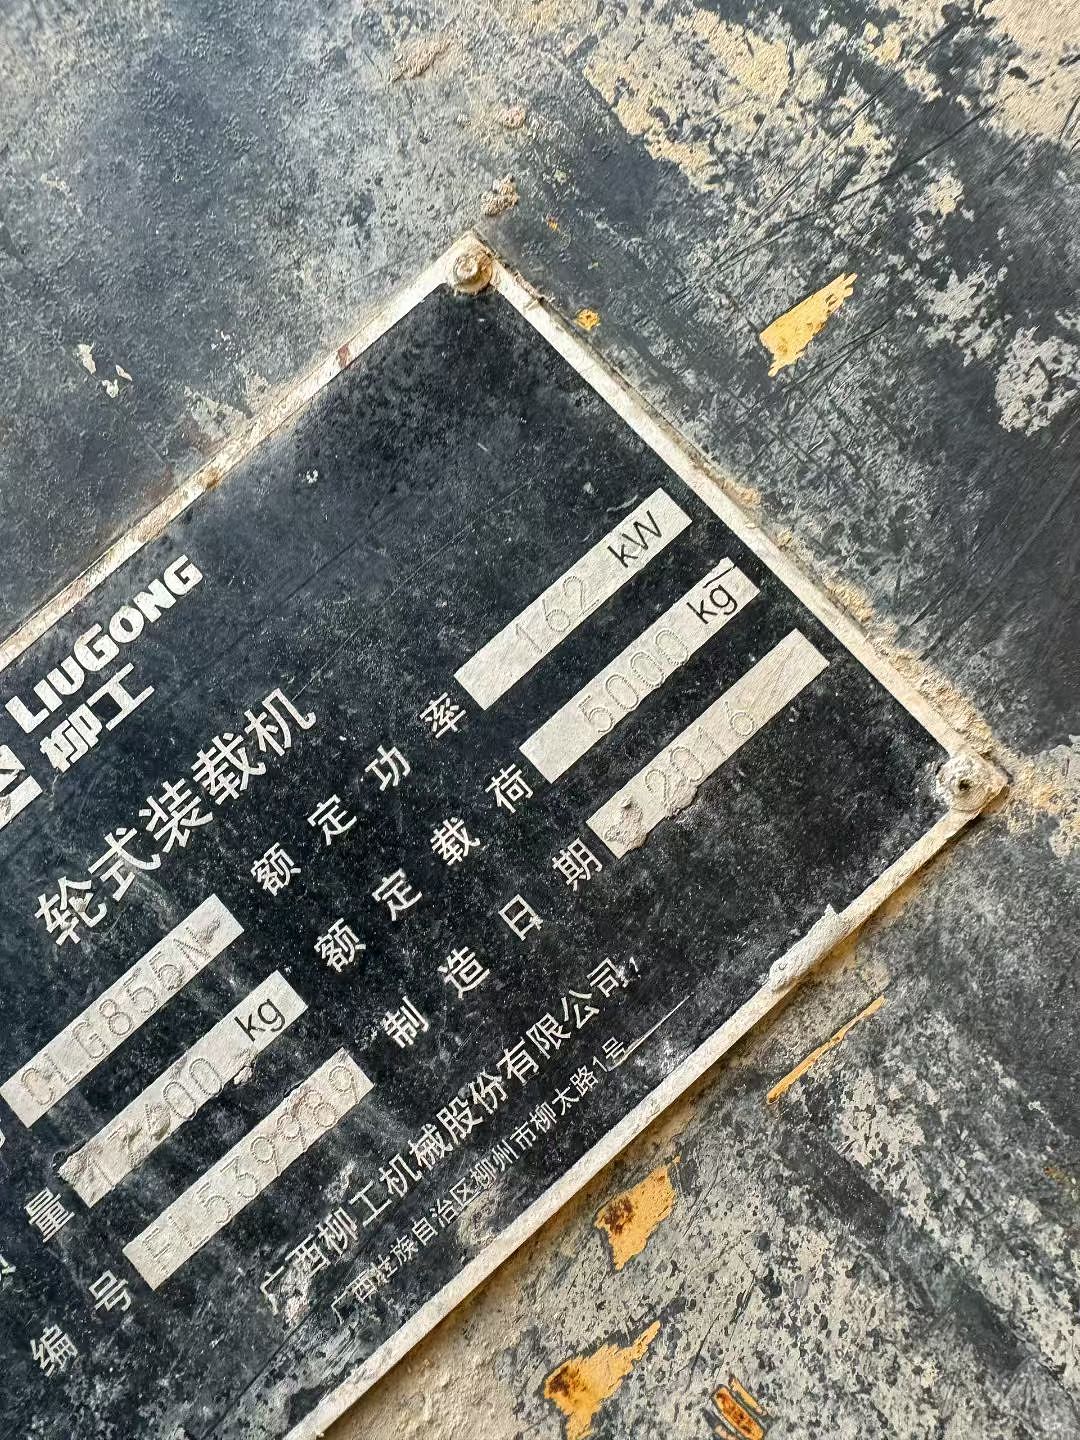 LIUGONG
柳工
轮式装载机
CLG855N
额定功率 162 kW
kg
额定载荷 5000 kg
量
制造日期 2016
编号
广西柳工机械股份有限公司
广西壮族自治区柳州市柳太路1号